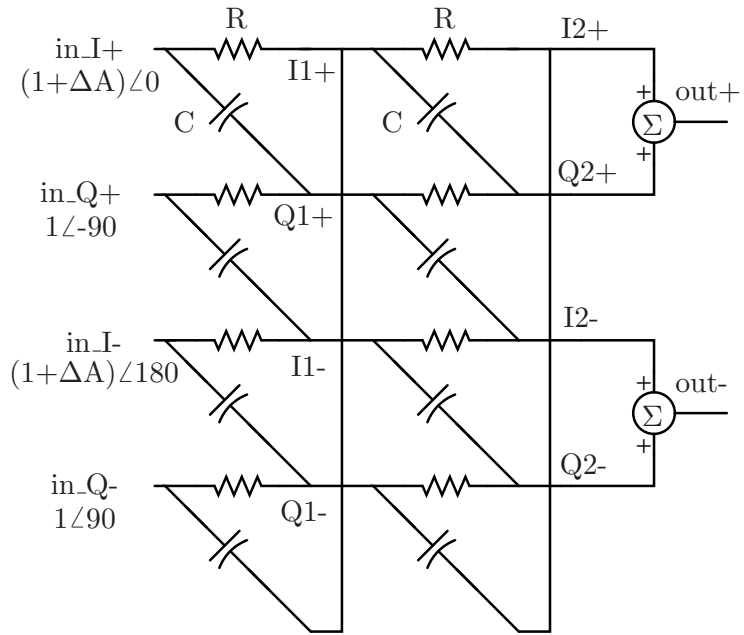 R
R
in_I+
(1+ΔA)∠0
I1+
I2+
C
C
+
Σ
+
out+
in_Q+
1∠-90
Q1+
Q2+
in_I-
(1+ΔA)∠180
I1-
I2-
+
Σ
+
out-
in_Q-
1∠90
Q1-
Q2-